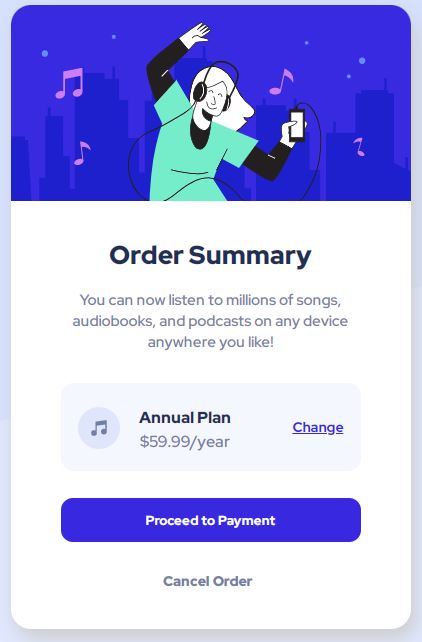 Order Summary
You can now listen to millions of songs,
audiobooks, and podcasts on any device
anywhere you like!
Annual Plan
$59.99/year
Change
Proceed to Payment
Cancel Order